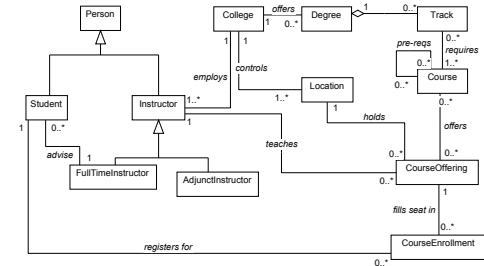 Person
College
offers
1
0..*
Degree
1
0..*
Track
0..*
pre-reqs
requires
1..*
0..*
Course
0..*
1
1
controls
employs
Location
1
1..*
1..*
Student
Instructor
1
0..*
1
holds
offers
teaches
advise
1
0..*
0..*
FullTimeInstructor
AdjunctInstructor
CourseOffering
0..*
1
fills seat in
0..*
registers for
CourseEnrollment
0..*